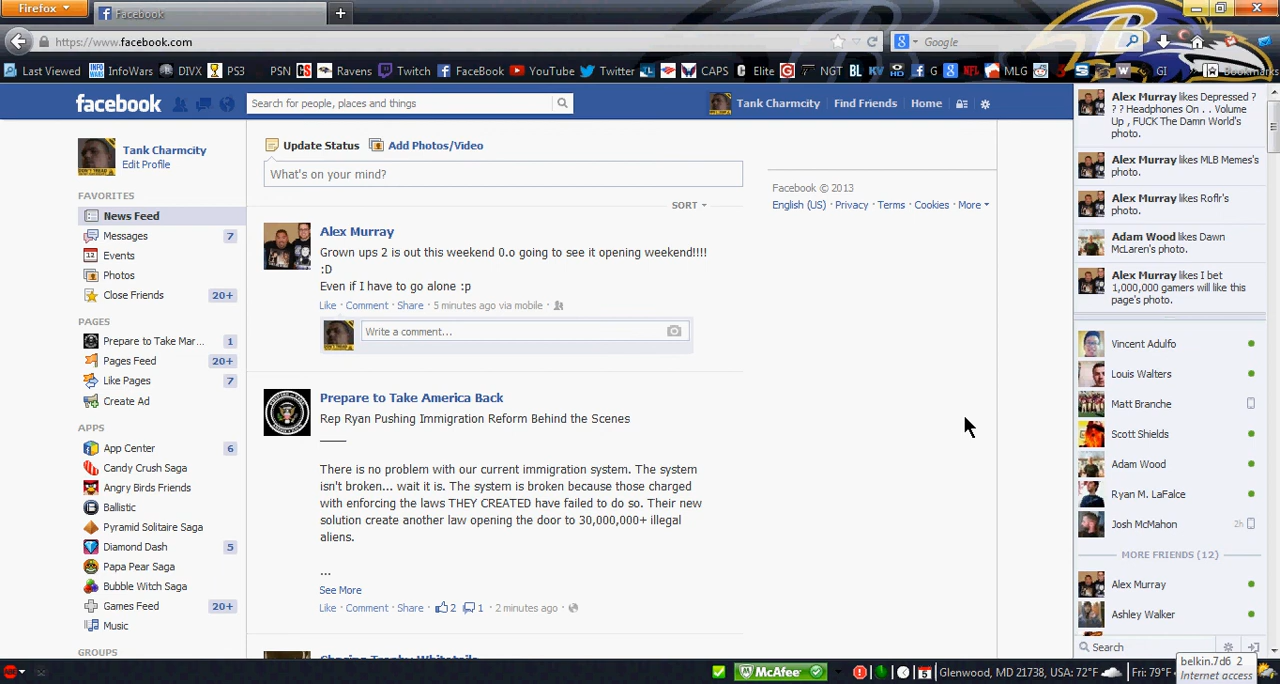 Firefox
Facebook
https://www.facebook.com
Google
Last Viewed InfoWars DIVX PS3 PSN Ravens Twitch FaceBook YouTube Twitter CAPS Elite NGT BL KV G NFL MLG GI Bookmarks
facebook
Search for people, places and things
Tank Charmcity Find Friends Home
Tank Charmcity
Edit Profile
FAVORITES
News Feed
Messages 7
Events
Photos
Close Friends 20+
PAGES
Prepare to Take Mar... 1
Pages Feed 20+
Like Pages 7
Create Ad
APPS
App Center 6
Candy Crush Saga
Angry Birds Friends
Ballistic
Pyramid Solitaire Saga
Diamond Dash 5
Papa Pear Saga
Bubble Witch Saga
Games Feed 20+
Music
GROUPS
Update Status Add Photos/Video
What's on your mind?
SORT
Alex Murray
Grown ups 2 is out this weekend 0.o going to see it opening weekend!!!!
:D
Even if I have to go alone :p
Like · Comment · Share · 5 minutes ago via mobile ·
Write a comment...
Prepare to Take America Back
Rep Ryan Pushing Immigration Reform Behind the Scenes
____
There is no problem with our current immigration system. The system
isn't broken... wait it is. The system is broken because those charged
with enforcing the laws THEY CREATED have failed to do so. Their new
solution create another law opening the door to 30,000,000+ illegal
aliens.
...
See More
Like · Comment · Share · 2 1 · 2 minutes ago ·
Chasing Trophy Whitetails
Facebook © 2013
English (US) · Privacy · Terms · Cookies · More
Alex Murray likes Depressed ?
? ? Headphones On . . Volume
Up , FUCK The Damn World's
photo.
Alex Murray likes MLB Memes's
photo.
Alex Murray likes Roflr's
photo.
Adam Wood likes Dawn
McLaren's photo.
Alex Murray likes I bet
1,000,000 gamers will like this
page's photo.
Vincent Adulfo
Louis Walters
Matt Branche
Scott Shields
Adam Wood
Ryan M. LaFalce
Josh McMahon 2h
MORE FRIENDS (12)
Alex Murray
Ashley Walker
Search
belkin.7d6 2
Internet access
McAfee
Glenwood, MD 21738, USA: 72°F Fri: 79°F